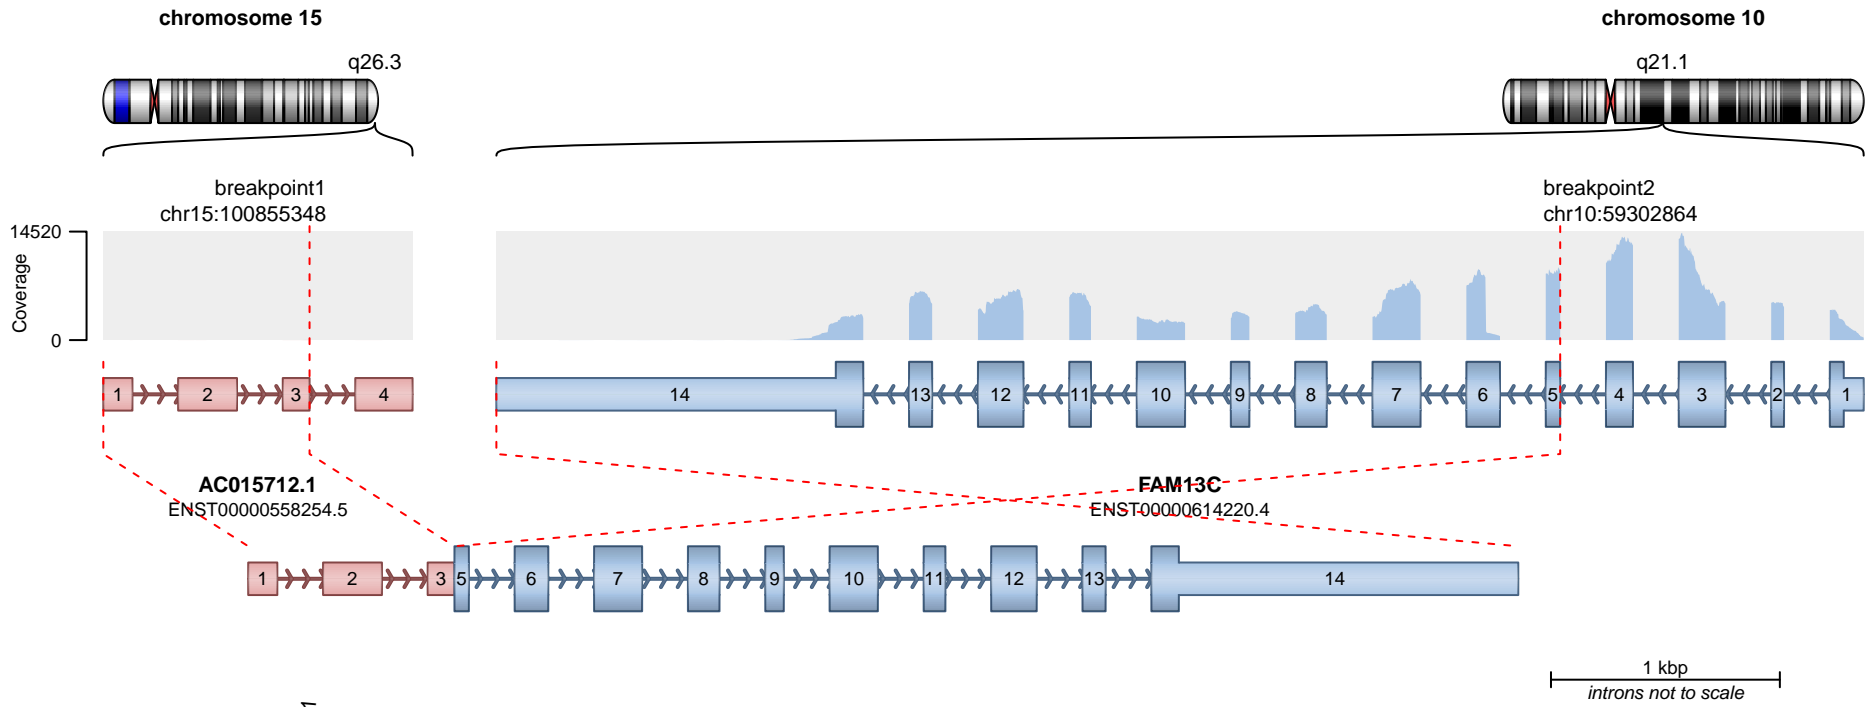 chromosome 15
chromosome 10
q26.3
q21.1
breakpoint1
chr15:100855348
breakpoint2
chr10:59302864
14520
Coverage
0
1 2 3 4
14 13 12 11 10 9 8 7 6 5 4 3 2 1
AC015712.1
ENST00000558254.5
FAM13C
ENST00000614220.4
1 2 3 5 6 7 8 9 10 11 12 13 14
1 kbp
introns not to scale
1